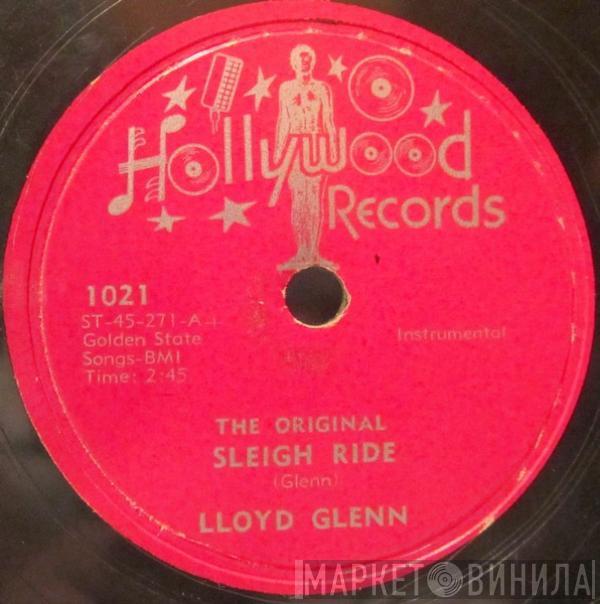 Hollywood
Records
1021
ST-45-271-A+
Golden State
Songs-BMI
Time: 2:45
Instrumental
THE ORIGINAL
SLEIGH RIDE
(Glenn)
LLOYD GLENN
МАРКЕТ ВИНИЛА!